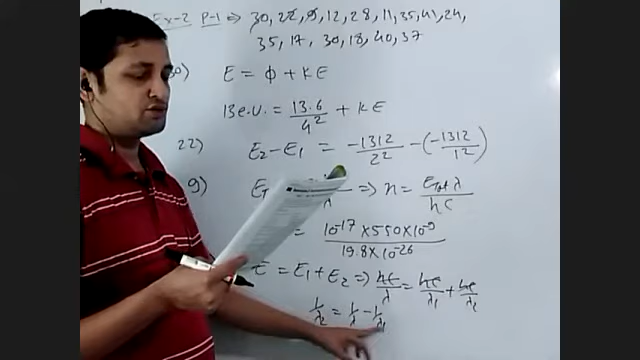 Ex-2 P-1 ⇒ 30, 22, 9, 12, 28, 11, 35, 41, 24,
35, 17, 30, 18, 40, 37
30) E = φ + KE
13 e.V. = 13.6/4² + KE
22) E₂ - E₁ = -1312/2² - (-1312/1²)
9) λ ⇒ n = λ/hc
= 10⁻¹⁷ × 550 × 10⁻⁹ / 19.8 × 10⁻²⁶
E = E₁ + E₂ ⇒ hc/λ = hc/λ₁ + hc/λ₂
1/λ₂ = 1/λ - 1/λ₁